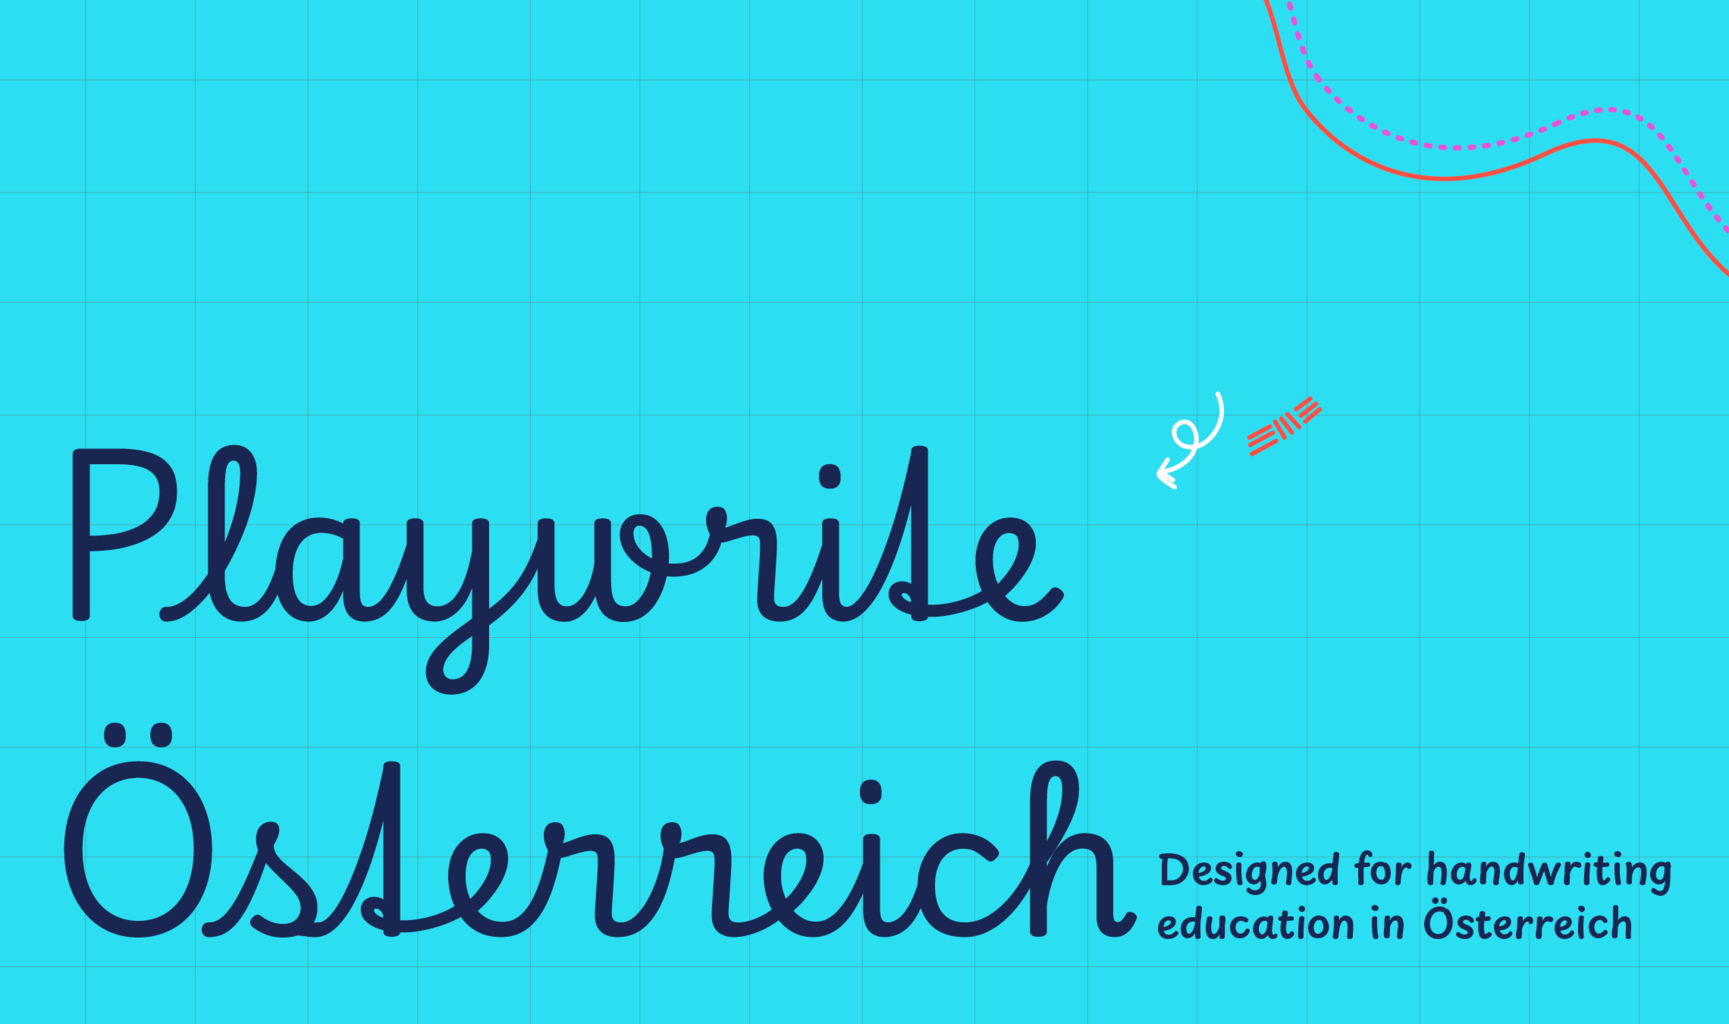 Playwrite
Österreich
Designed for handwriting
education in Österreich